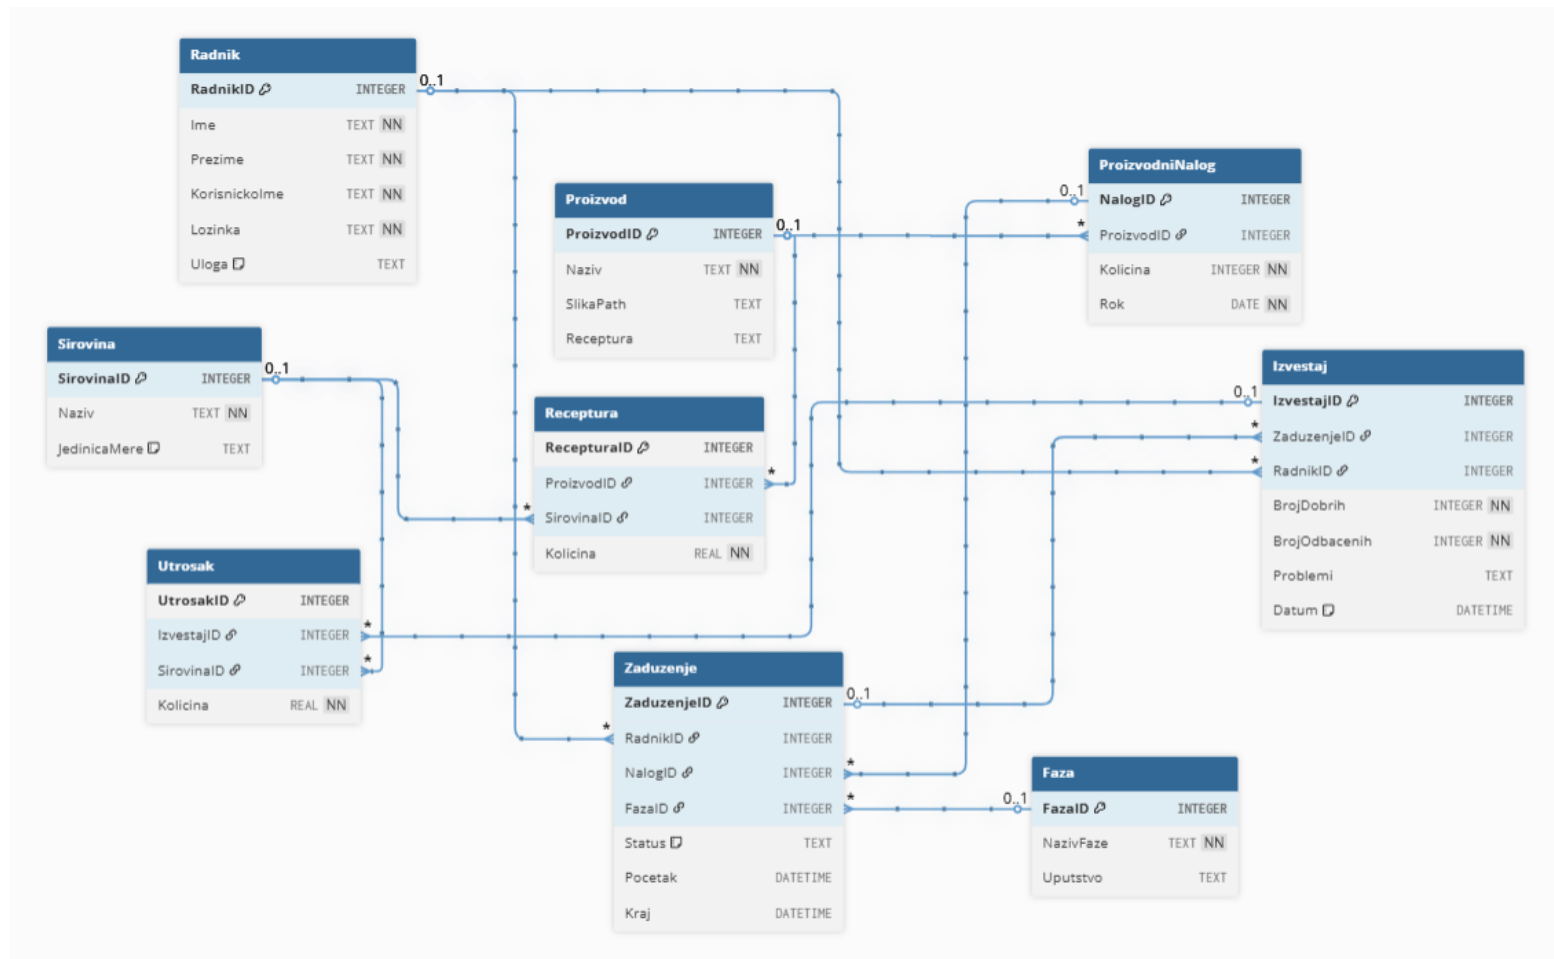 Radnik
RadnikID INTEGER 0..1
Ime TEXT NN
Prezime TEXT NN
KorisnickoIme TEXT NN
Lozinka TEXT NN
Uloga TEXT
Proizvod
ProizvodID INTEGER 0..1
Naziv TEXT NN
SlikaPath TEXT
Receptura TEXT
ProizvodniNalog
0..1 NalogID INTEGER
* ProizvodID INTEGER
Kolicina INTEGER NN
Rok DATE NN
Sirovina
SirovinaID INTEGER 0..1
Naziv TEXT NN
JedinicaMere TEXT
Receptura
RecepturaID INTEGER
ProizvodID INTEGER *
* SirovinaID INTEGER
Kolicina REAL NN
Izvestaj
0..1 IzvestajID INTEGER
* ZaduzenjeID INTEGER
* RadnikID INTEGER
BrojDobrih INTEGER NN
BrojOdbacenih INTEGER NN
Problemi TEXT
Datum DATETIME
Utrosak
UtrosakID INTEGER
IzvestajID INTEGER *
SirovinaID INTEGER *
Kolicina REAL NN
Zaduzenje
ZaduzenjeID INTEGER 0..1
* RadnikID INTEGER
NalogID INTEGER *
FazaID INTEGER *
Status TEXT
Pocetak DATETIME
Kraj DATETIME
Faza
0..1 FazaID INTEGER
NazivFaze TEXT NN
Uputstvo TEXT